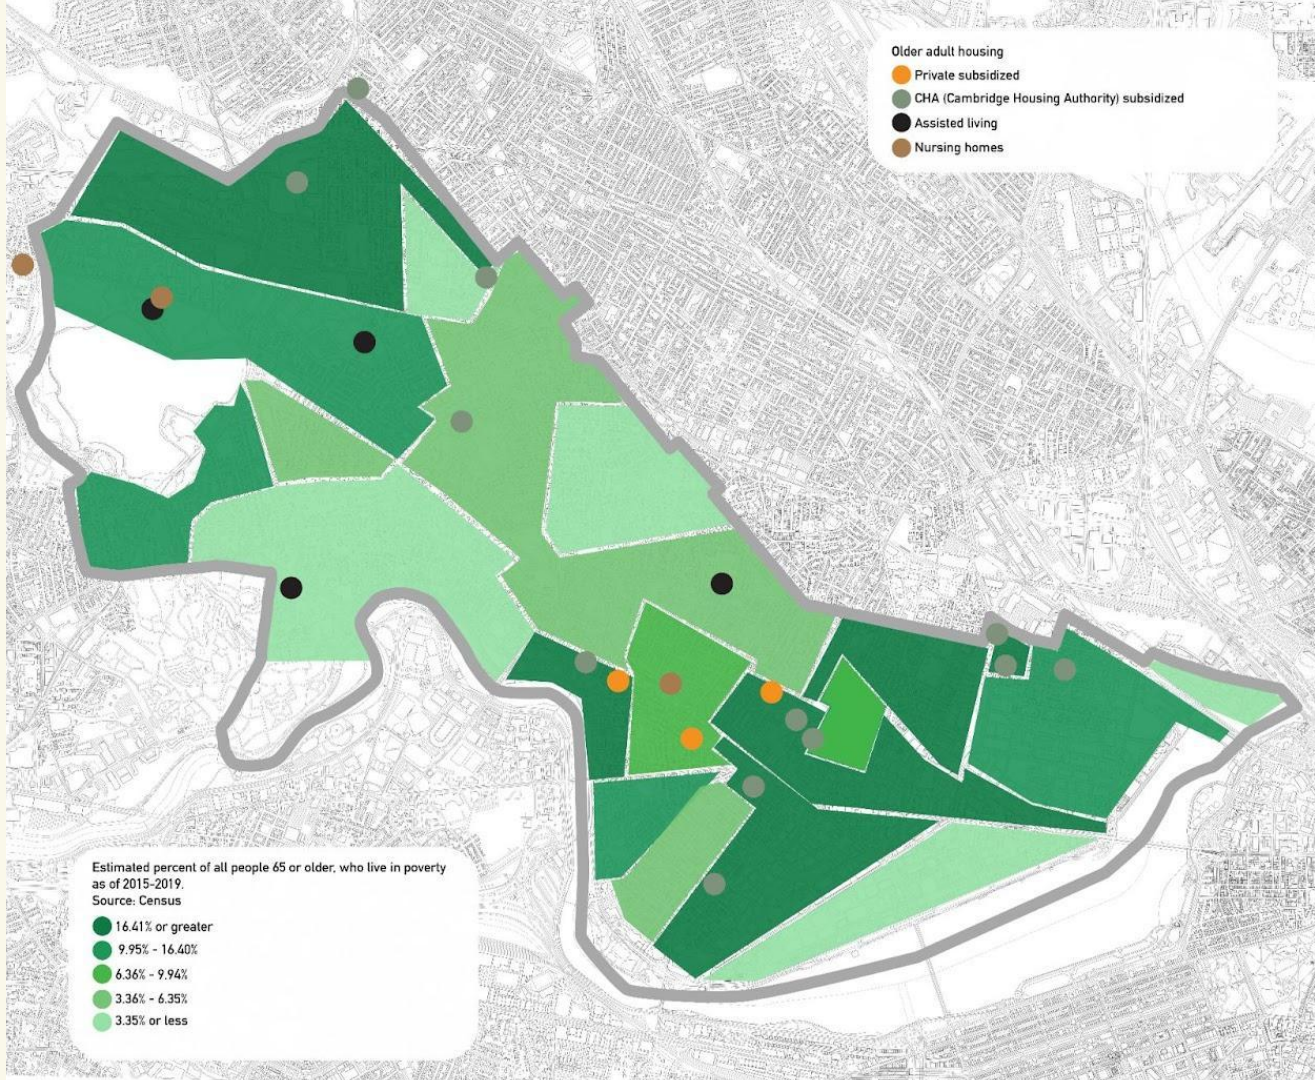 Older adult housing
Private subsidized
CHA (Cambridge Housing Authority) subsidized
Assisted living
Nursing homes
Estimated percent of all people 65 or older, who live in poverty
as of 2015-2019.
Source: Census
16.41% or greater
9.95% - 16.40%
6.36% - 9.94%
3.36% - 6.35%
3.35% or less